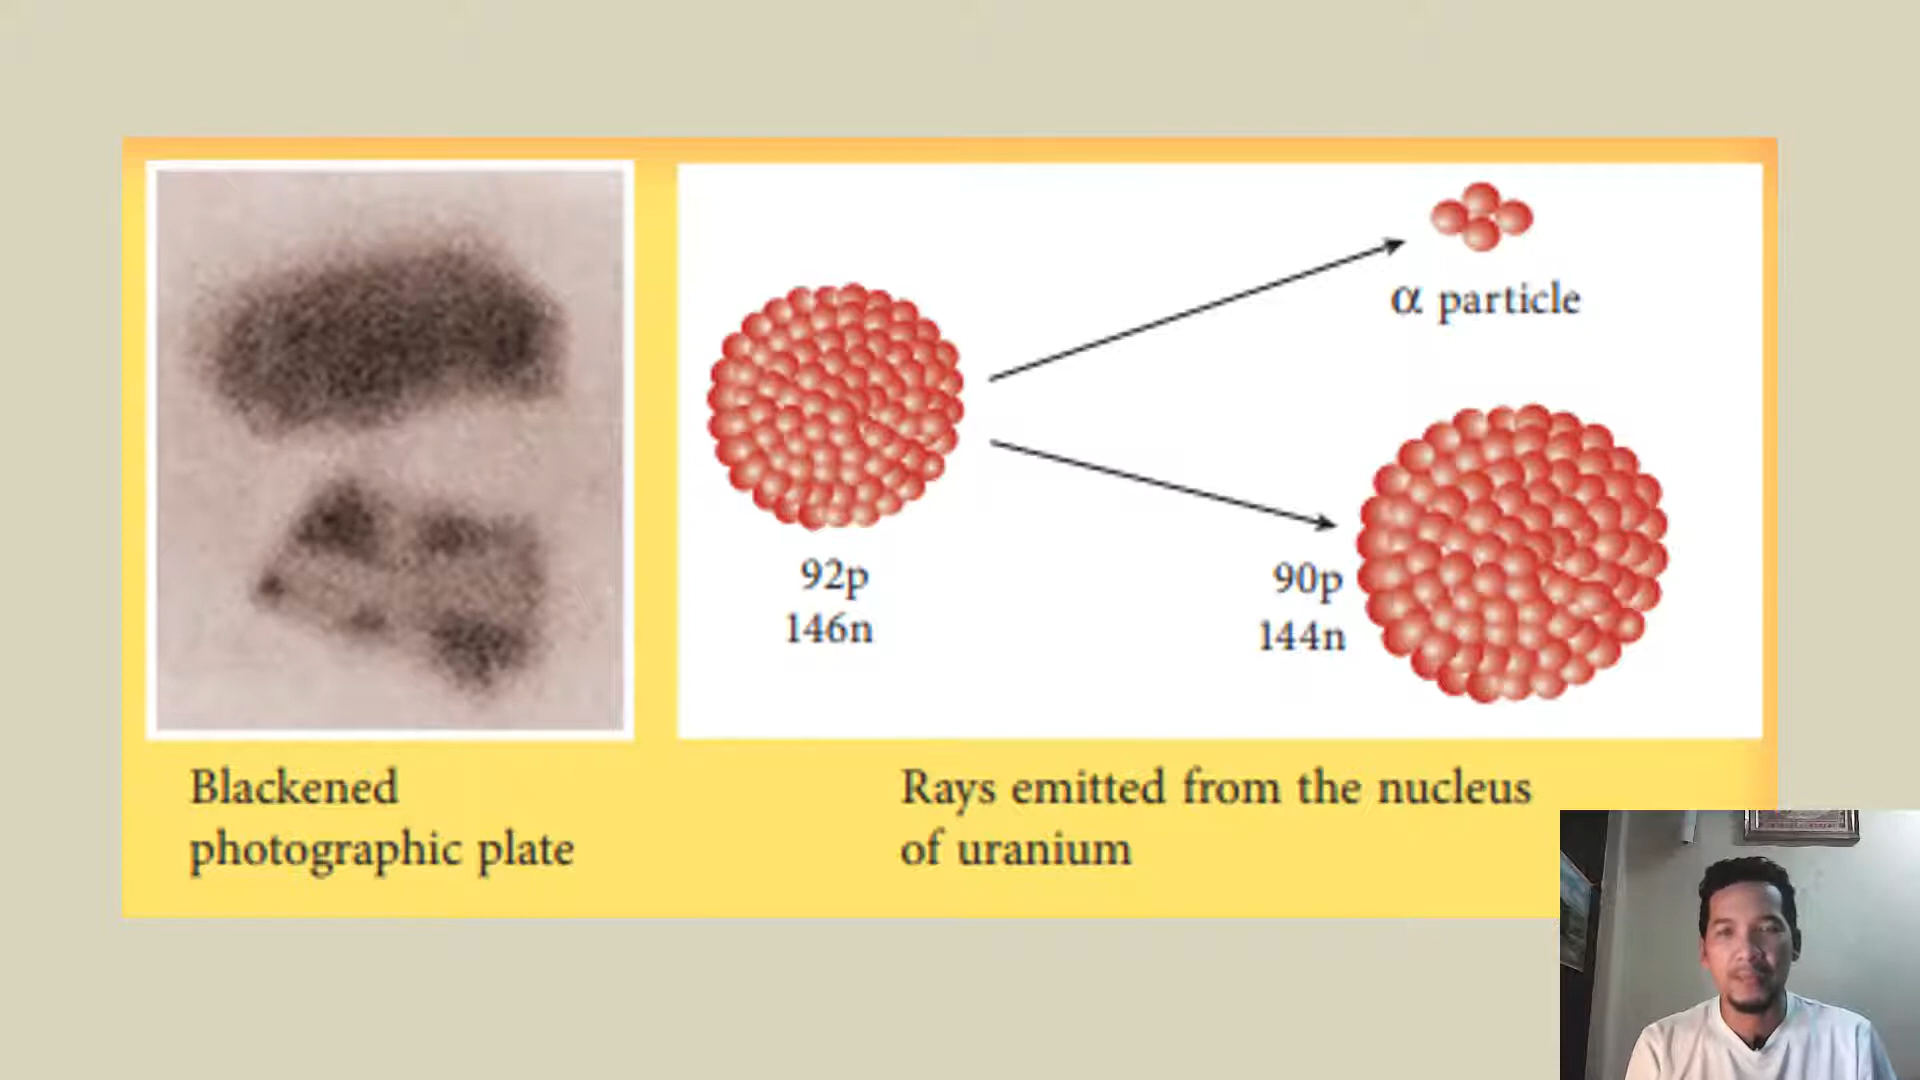 α particle
92p
146n
90p
144n
Blackened
photographic plate
Rays emitted from the nucleus
of uranium